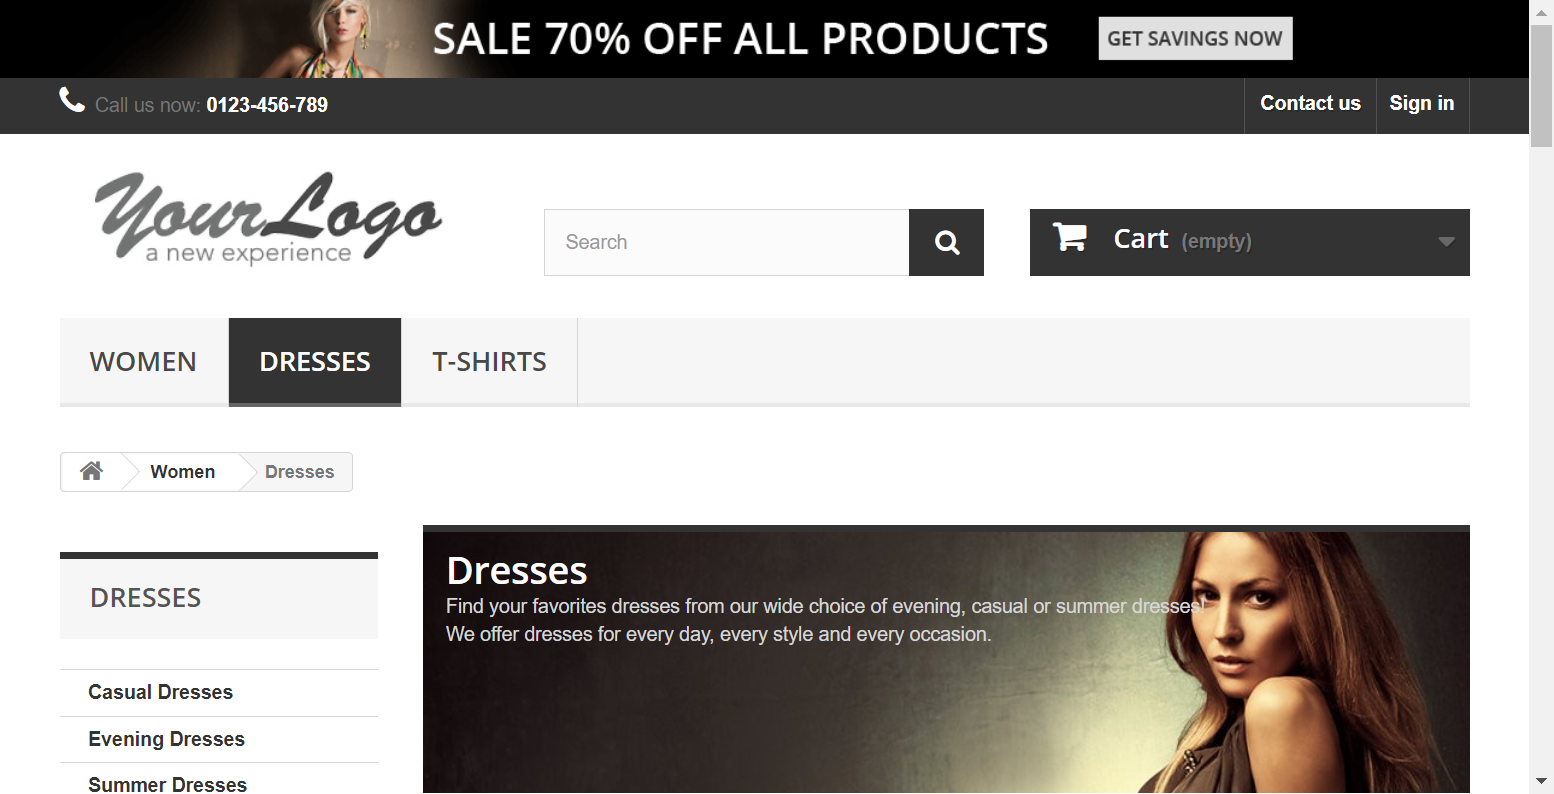 SALE 70% OFF ALL PRODUCTS
GET SAVINGS NOW
Call us now: 0123-456-789
Contact us
Sign in
YourLogo
a new experience
Search
Cart (empty)
WOMEN
DRESSES
T-SHIRTS
Women
Dresses
DRESSES
Casual Dresses
Evening Dresses
Summer Dresses
Dresses
Find your favorites dresses from our wide choice of evening, casual or summer dresses!
We offer dresses for every day, every style and every occasion.